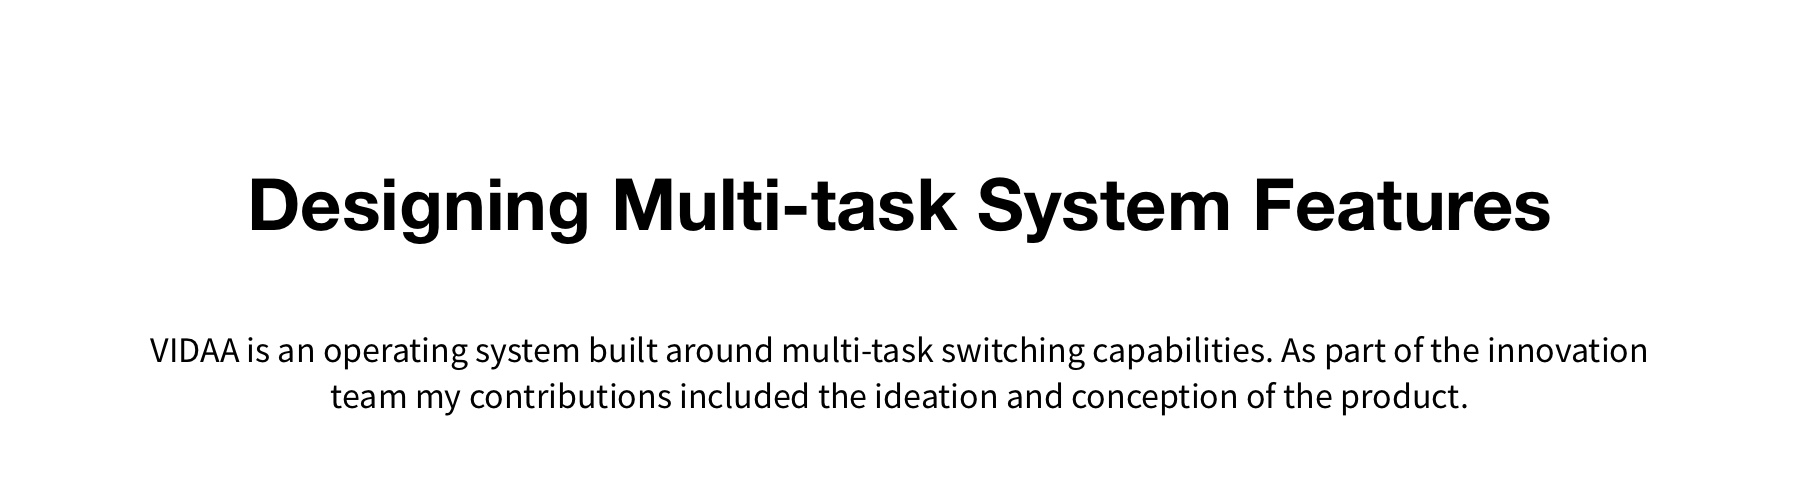 Designing Multi-task System Features
VIDAA is an operating system built around multi-task switching capabilities. As part of the innovation
team my contributions included the ideation and conception of the product.